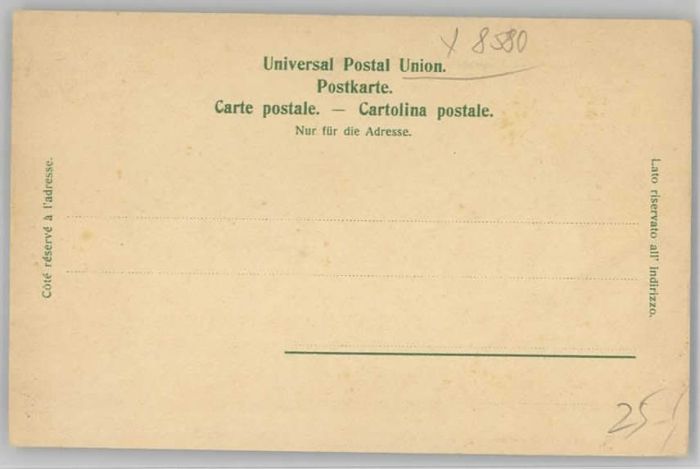 x 8580
Universal Postal Union.
Postkarte.
Carte postale. — Cartolina postale.
Nur für die Adresse.
Côté réservé à l'adresse.
Lato riservato all' indirizzo.
25-